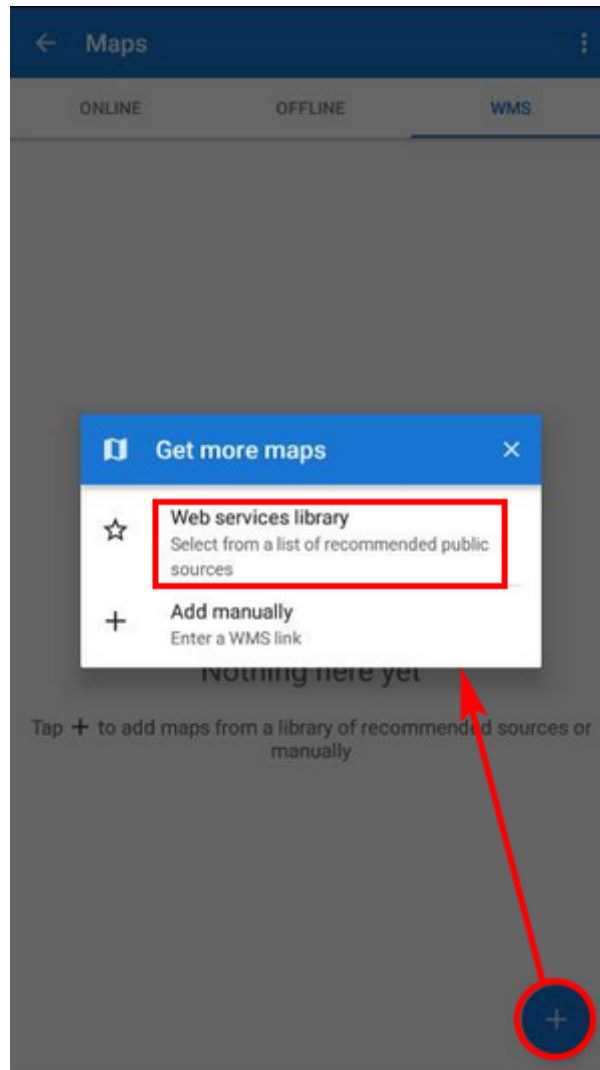 Maps
ONLINE OFFLINE WMS
Get more maps
Web services library
Select from a list of recommended public
sources
Add manually
Enter a WMS link
Nothing here yet
Tap + to add maps from a library of recommended sources or
manually